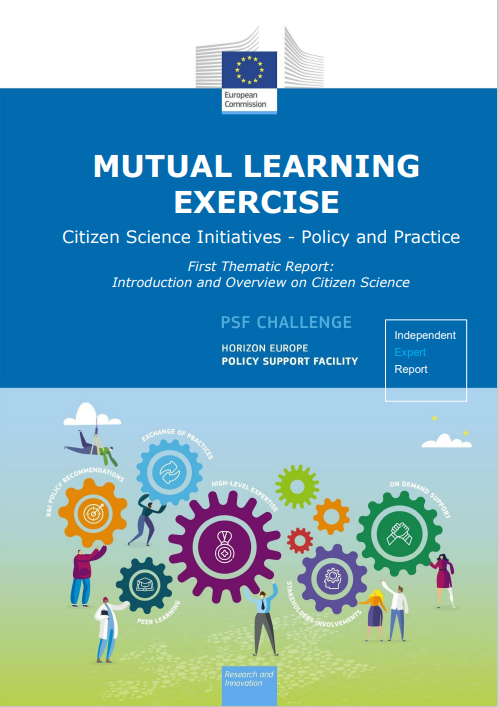 European
Commission
MUTUAL LEARNING
EXERCISE
Citizen Science Initiatives - Policy and Practice
First Thematic Report:
Introduction and Overview on Citizen Science
PSF CHALLENGE
HORIZON EUROPE
POLICY SUPPORT FACILITY
Independent
Expert
Report
EXCHANGE OF PRACTICES
R&I POLICY RECOMMENDATIONS
HIGH-LEVEL EXPERTISE
ON DEMAND SUPPORT
PEER LEARNING
STAKEHOLDERS INVOLVEMENTS
Research and
Innovation